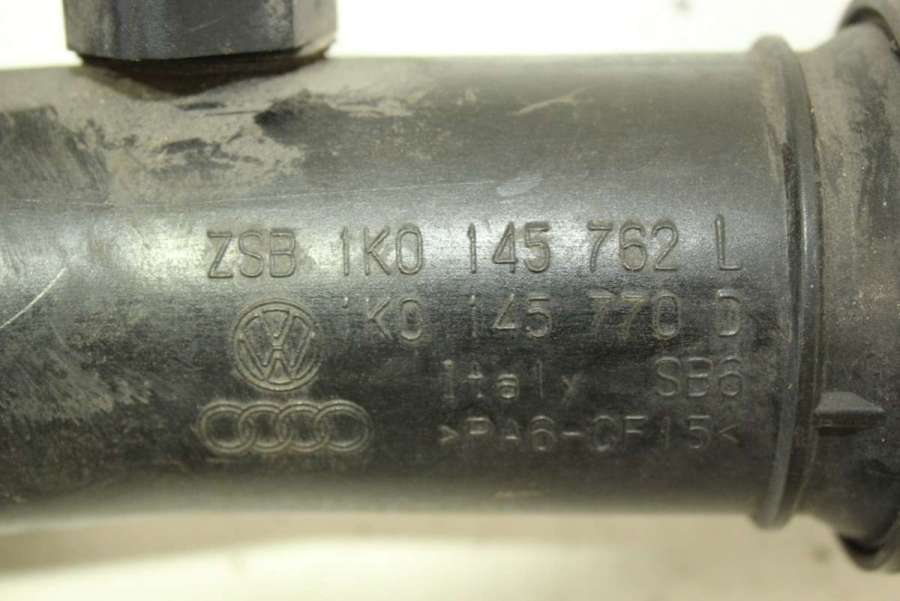 ZSB 1K0 145 762 L
1K0 145 770 D
Italy SB6
>PA6-CF15<